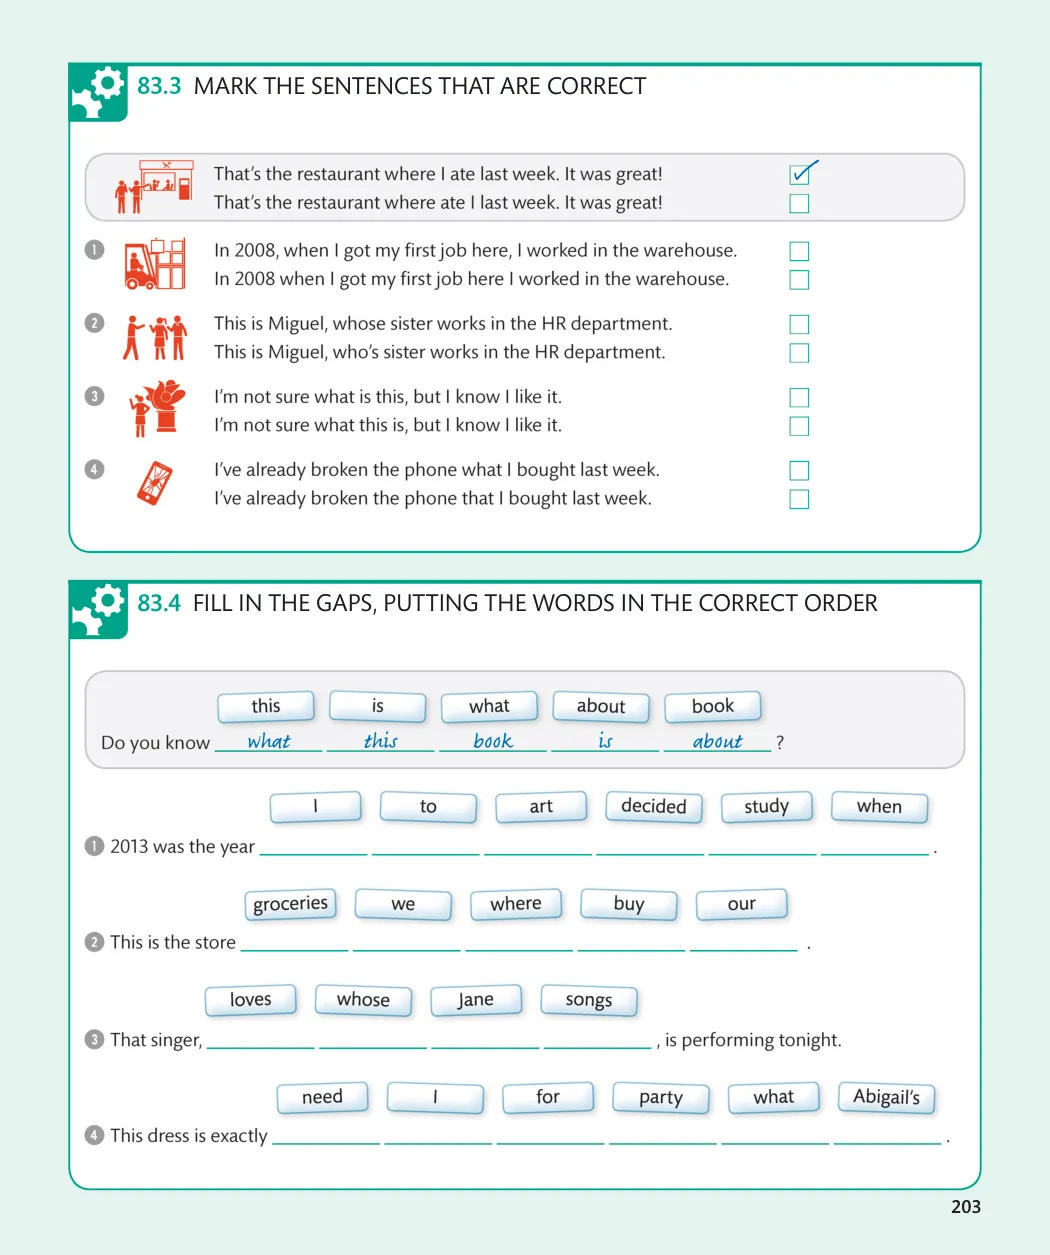 83.3 MARK THE SENTENCES THAT ARE CORRECT
That's the restaurant where I ate last week. It was great!
That's the restaurant where ate I last week. It was great!
1 In 2008, when I got my first job here, I worked in the warehouse.
In 2008 when I got my first job here I worked in the warehouse.
2 This is Miguel, whose sister works in the HR department.
This is Miguel, who's sister works in the HR department.
3 I'm not sure what is this, but I know I like it.
I'm not sure what this is, but I know I like it.
4 I've already broken the phone what I bought last week.
I've already broken the phone that I bought last week.
83.4 FILL IN THE GAPS, PUTTING THE WORDS IN THE CORRECT ORDER
this is what about book
Do you know what this book is about ?
I to art decided study when
1 2013 was the year .
groceries we where buy our
2 This is the store .
loves whose Jane songs
3 That singer, , is performing tonight.
need I for party what Abigail's
4 This dress is exactly .
203